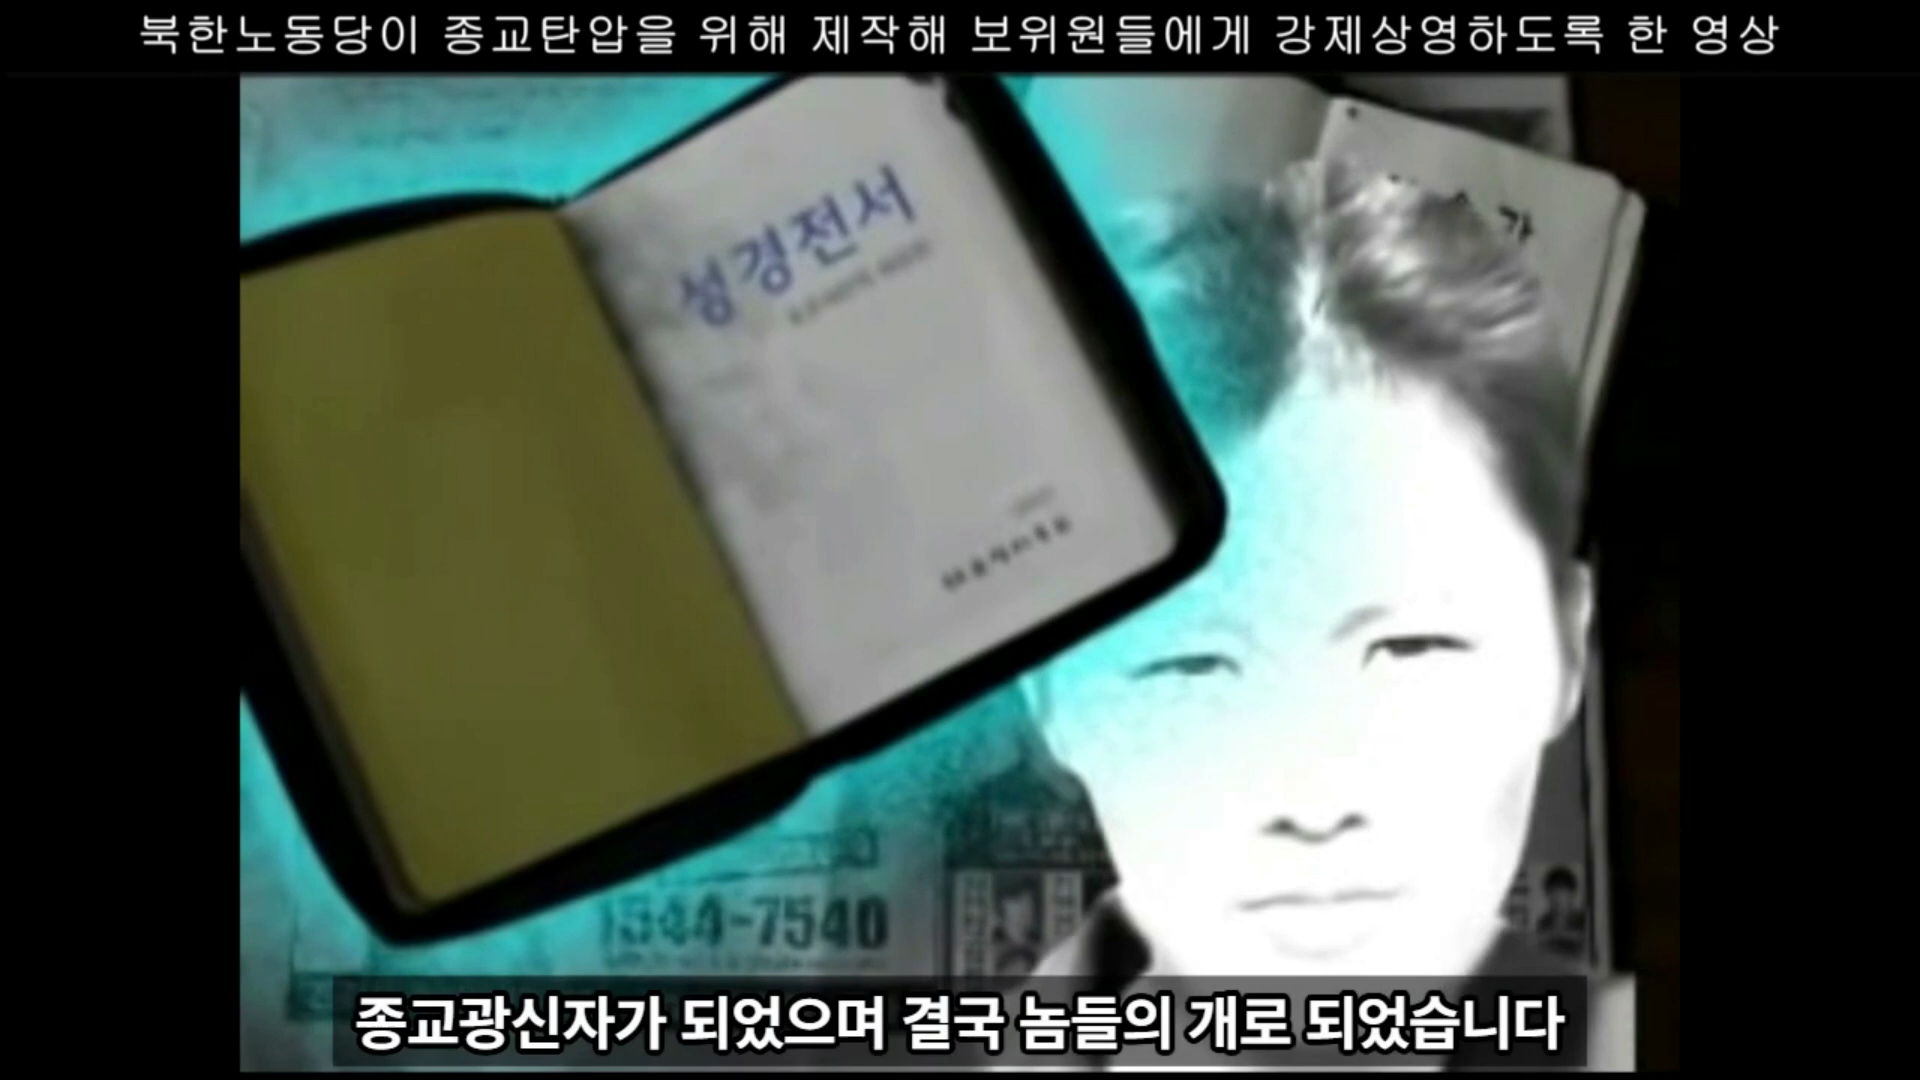 북한노동당이 종교탄압을 위해 제작해 보위원들에게 강제상영하도록 한 영상
성경전서
1544-7540
종교광신자가 되었으며 결국 놈들의 개로 되었습니다